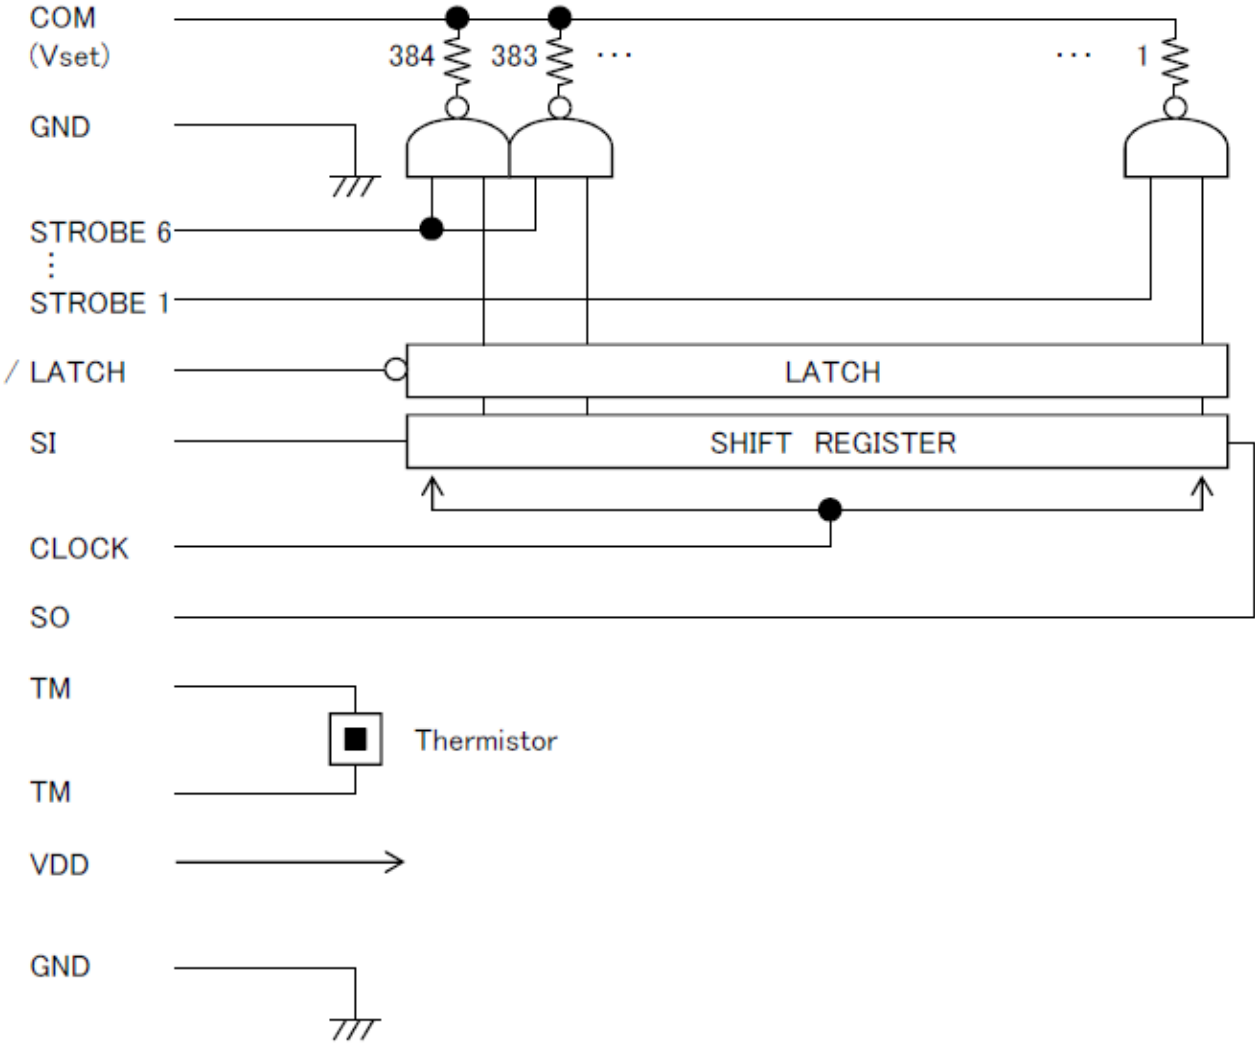 COM
(Vset)
384 383 ··· ··· 1
GND
STROBE 6
⋮
STROBE 1
/ LATCH LATCH
SI SHIFT REGISTER
CLOCK
SO
TM
Thermistor
TM
VDD
GND